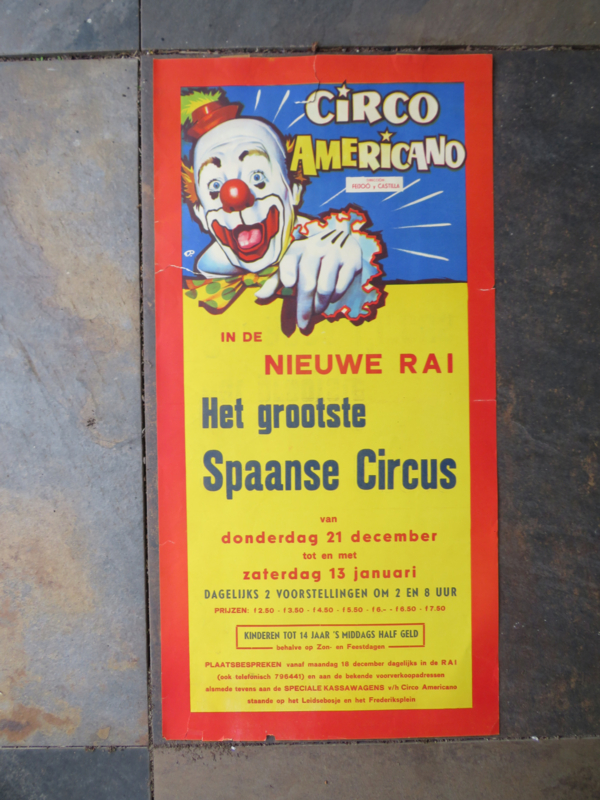 CIRCO
AMERICANO
FEIJOO y CASTILLA
IN DE
NIEUWE RAI
Het grootste
Spaanse Circus
van
donderdag 21 december
tot en met
zaterdag 13 januari
DAGELIJKS 2 VOORSTELLINGEN OM 2 EN 8 UUR
PRIJZEN: f 2.50 - f 3.50 - f 4.50 - f 5.50 - f 6.- - f 6.50 - f 7.50
KINDEREN TOT 14 JAAR 'S MIDDAGS HALF GELD
behalve op Zon- en Feestdagen
PLAATSBESPREKEN vanaf maandag 18 december dagelijks in de RAI
(ook telefonisch 795441) en aan de bekende voorverkoopadressen
alsmede tevens aan de SPECIALE KASSAWAGENS v/h Circo Americano
staande op het Leidsebosje en het Frederiksplein